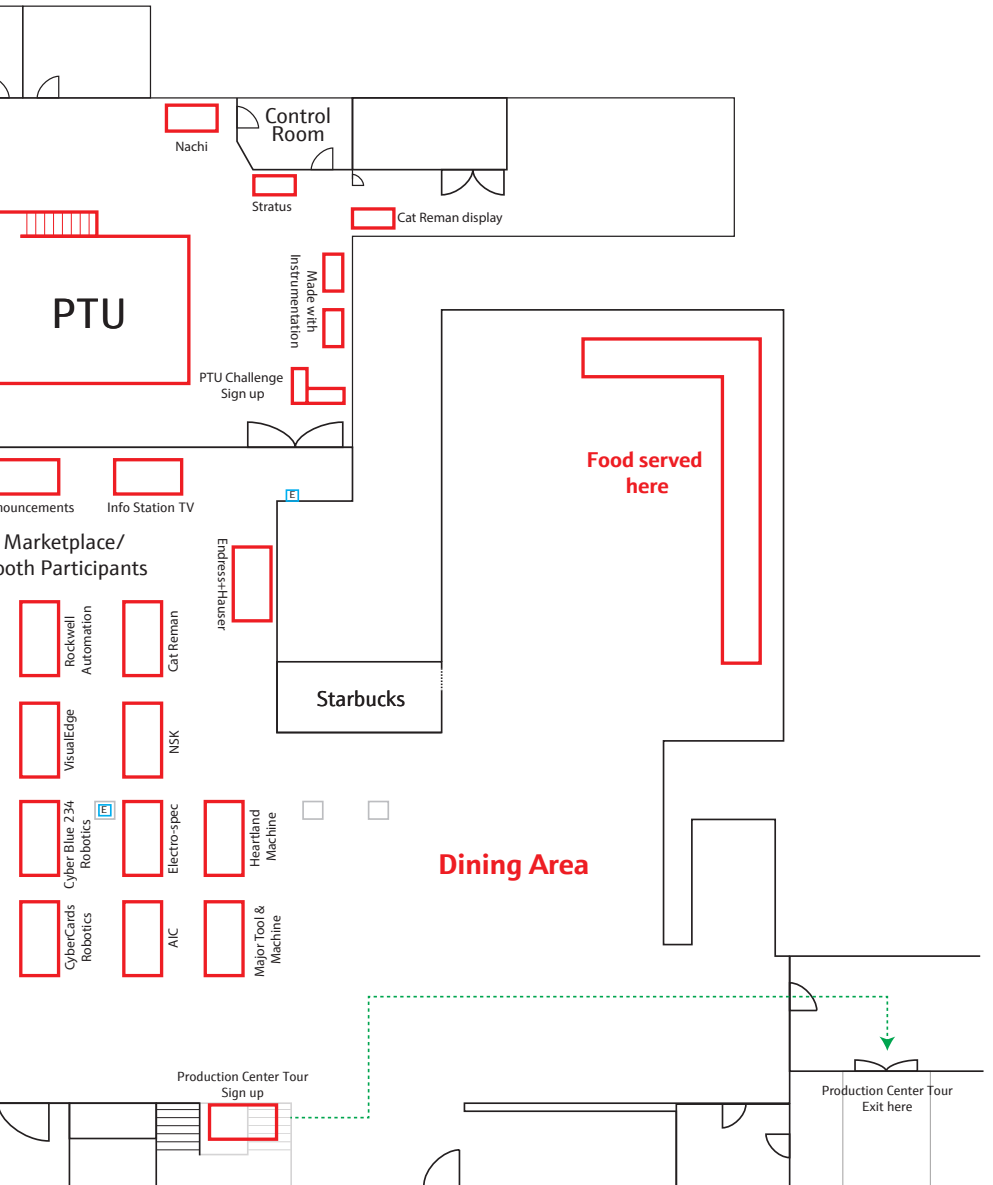 Control
Room
Nachi
Stratus
Cat Reman display
Made with
Instrumentation
PTU
PTU Challenge
Sign up
Food served
here
nouncements
Info Station TV
E
Marketplace/
ooth Participants
Endress+Hauser
Rockwell
Automation
Cat Reman
Starbucks
VisualEdge
NSK
Cyber Blue 234
Robotics
E
Electro-spec
Heartland
Machine
Dining Area
CyberCards
Robotics
AIC
Major Tool &
Machine
Production Center Tour
Sign up
Production Center Tour
Exit here